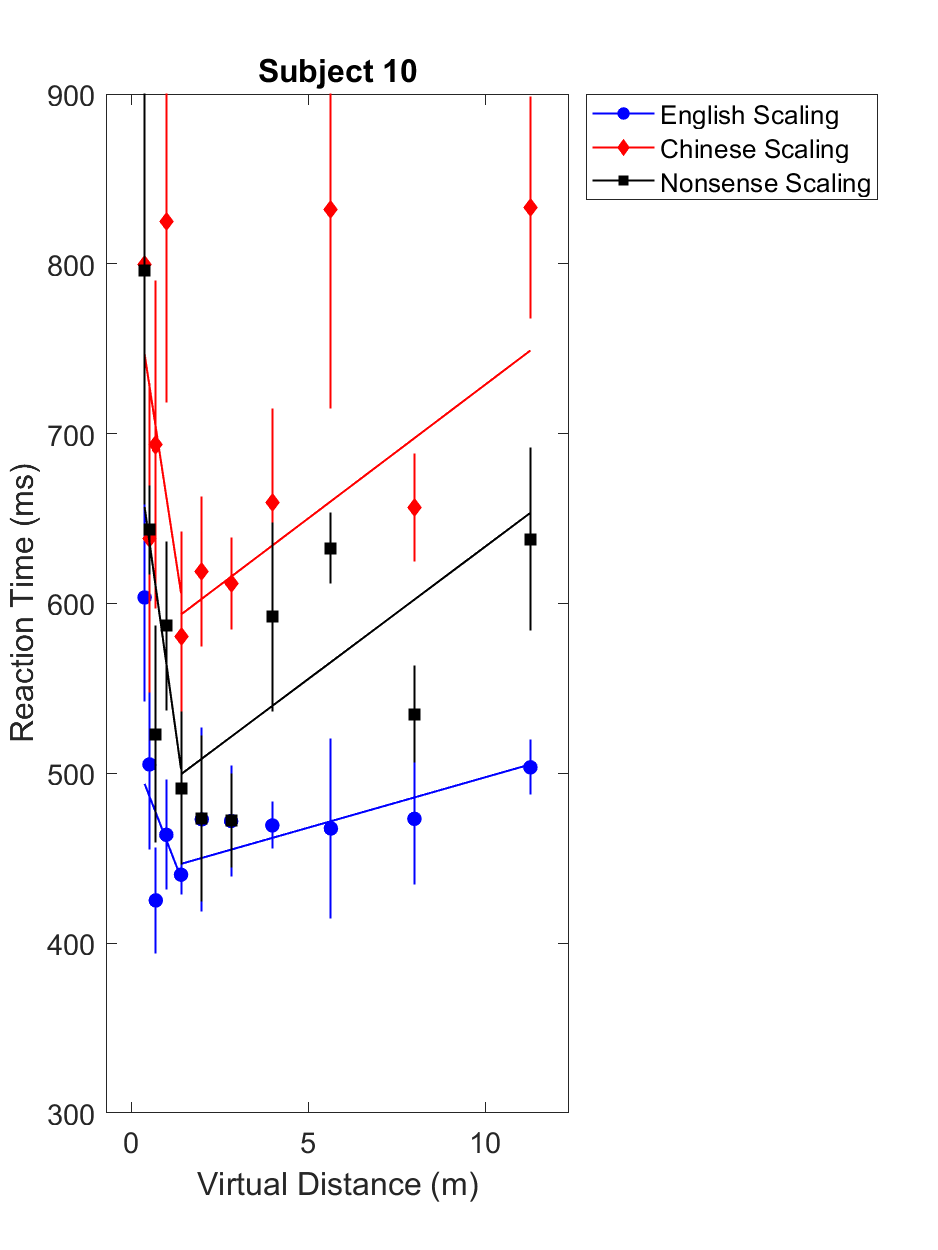 Subject 10
English Scaling
Chinese Scaling
Nonsense Scaling
900
800
700
600
500
400
300
Reaction Time (ms)
0 5 10
Virtual Distance (m)